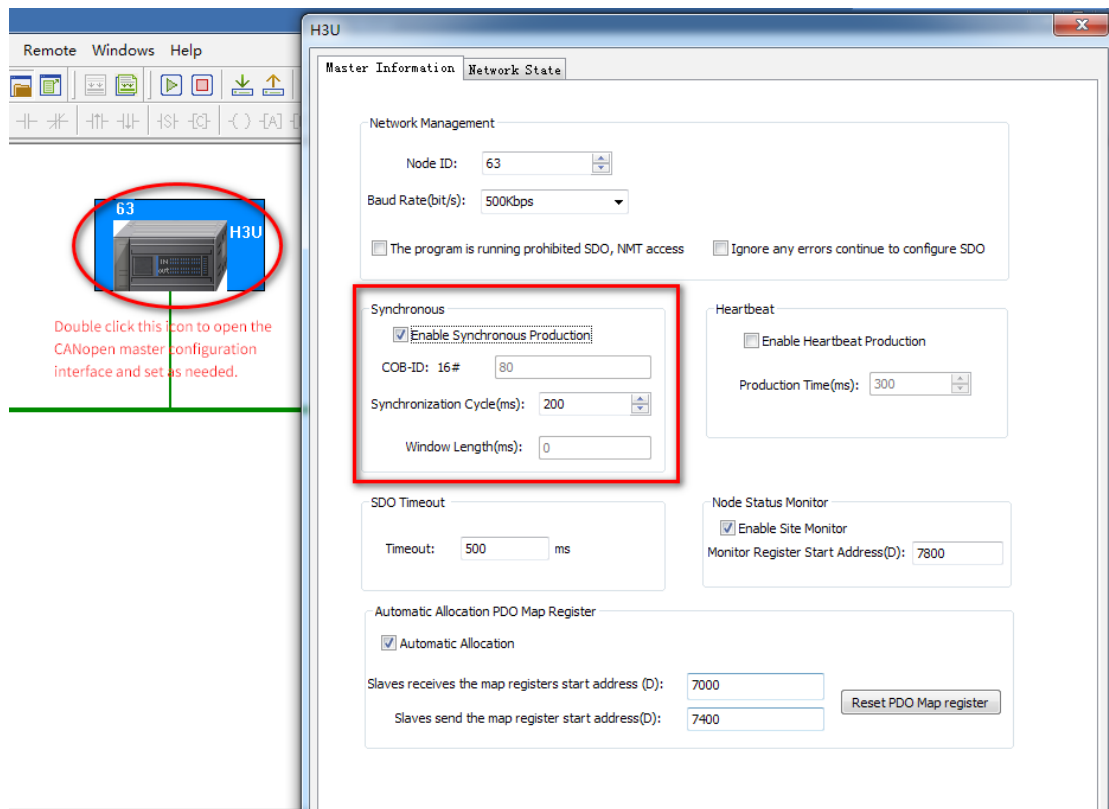 H3U
Remote Windows Help
Master Information Network State
Network Management
Node ID: 63
Baud Rate(bit/s): 500Kbps
The program is running prohibited SDO, NMT access Ignore any errors continue to configure SDO
63
H3U
IN
OUT
Double click this icon to open the
CANopen master configuration
interface and set as needed.
Synchronous
Enable Synchronous Production
COB-ID: 16# 80
Synchronization Cycle(ms): 200
Window Length(ms): 0
Heartbeat
Enable Heartbeat Production
Production Time(ms): 300
SDO Timeout
Timeout: 500 ms
Node Status Monitor
Enable Site Monitor
Monitor Register Start Address(D): 7800
Automatic Allocation PDO Map Register
Automatic Allocation
Slaves receives the map registers start address (D): 7000
Slaves send the map register start address(D): 7400
Reset PDO Map register